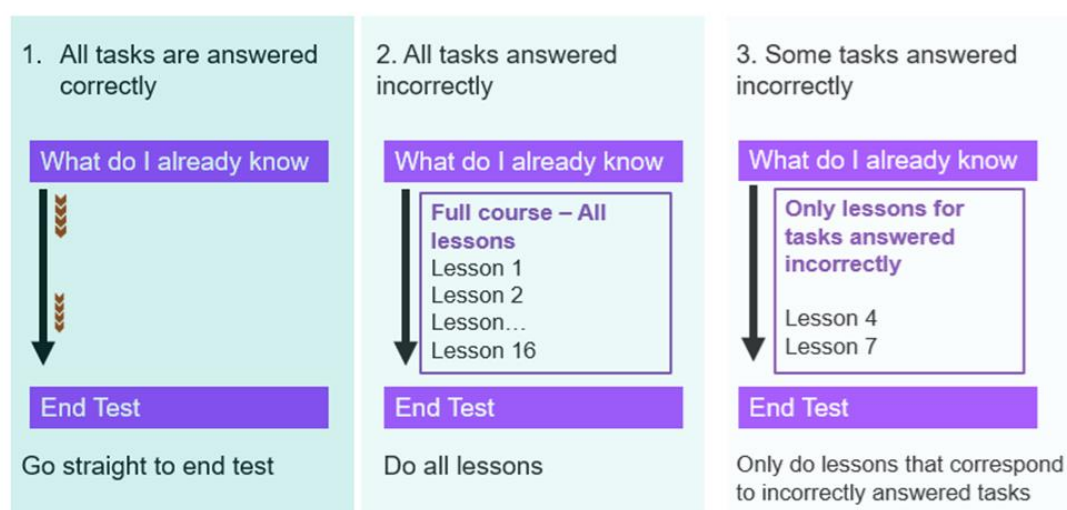 1. All tasks are answered
correctly
What do I already know
End Test
Go straight to end test
2. All tasks answered
incorrectly
What do I already know
Full course – All
lessons
Lesson 1
Lesson 2
Lesson…
Lesson 16
End Test
Do all lessons
3. Some tasks answered
incorrectly
What do I already know
Only lessons for
tasks answered
incorrectly
Lesson 4
Lesson 7
End Test
Only do lessons that correspond
to incorrectly answered tasks